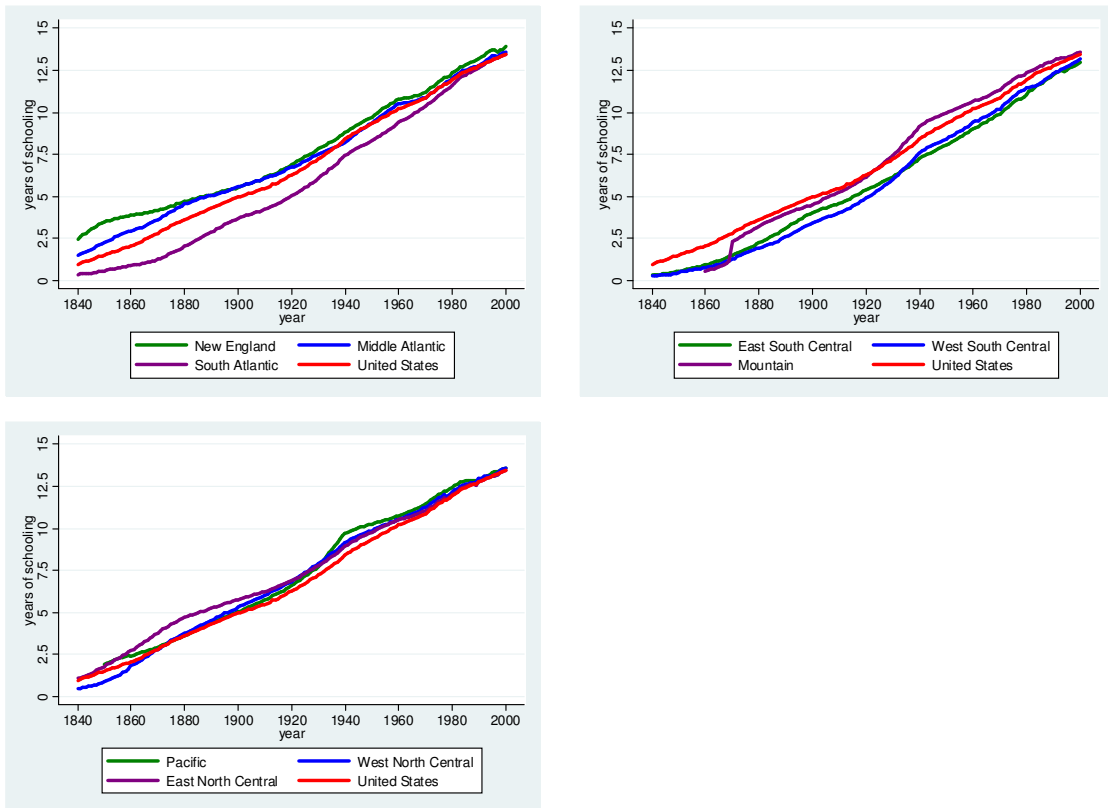 years of schooling
0 2.5 5 7.5 10 12.5 15
1840 1860 1880 1900 1920 1940 1960 1980 2000
year
New England Middle Atlantic
South Atlantic United States
years of schooling
0 2.5 5 7.5 10 12.5 15
1840 1860 1880 1900 1920 1940 1960 1980 2000
year
East South Central West South Central
Mountain United States
years of schooling
0 2.5 5 7.5 10 12.5 15
1840 1860 1880 1900 1920 1940 1960 1980 2000
year
Pacific West North Central
East North Central United States